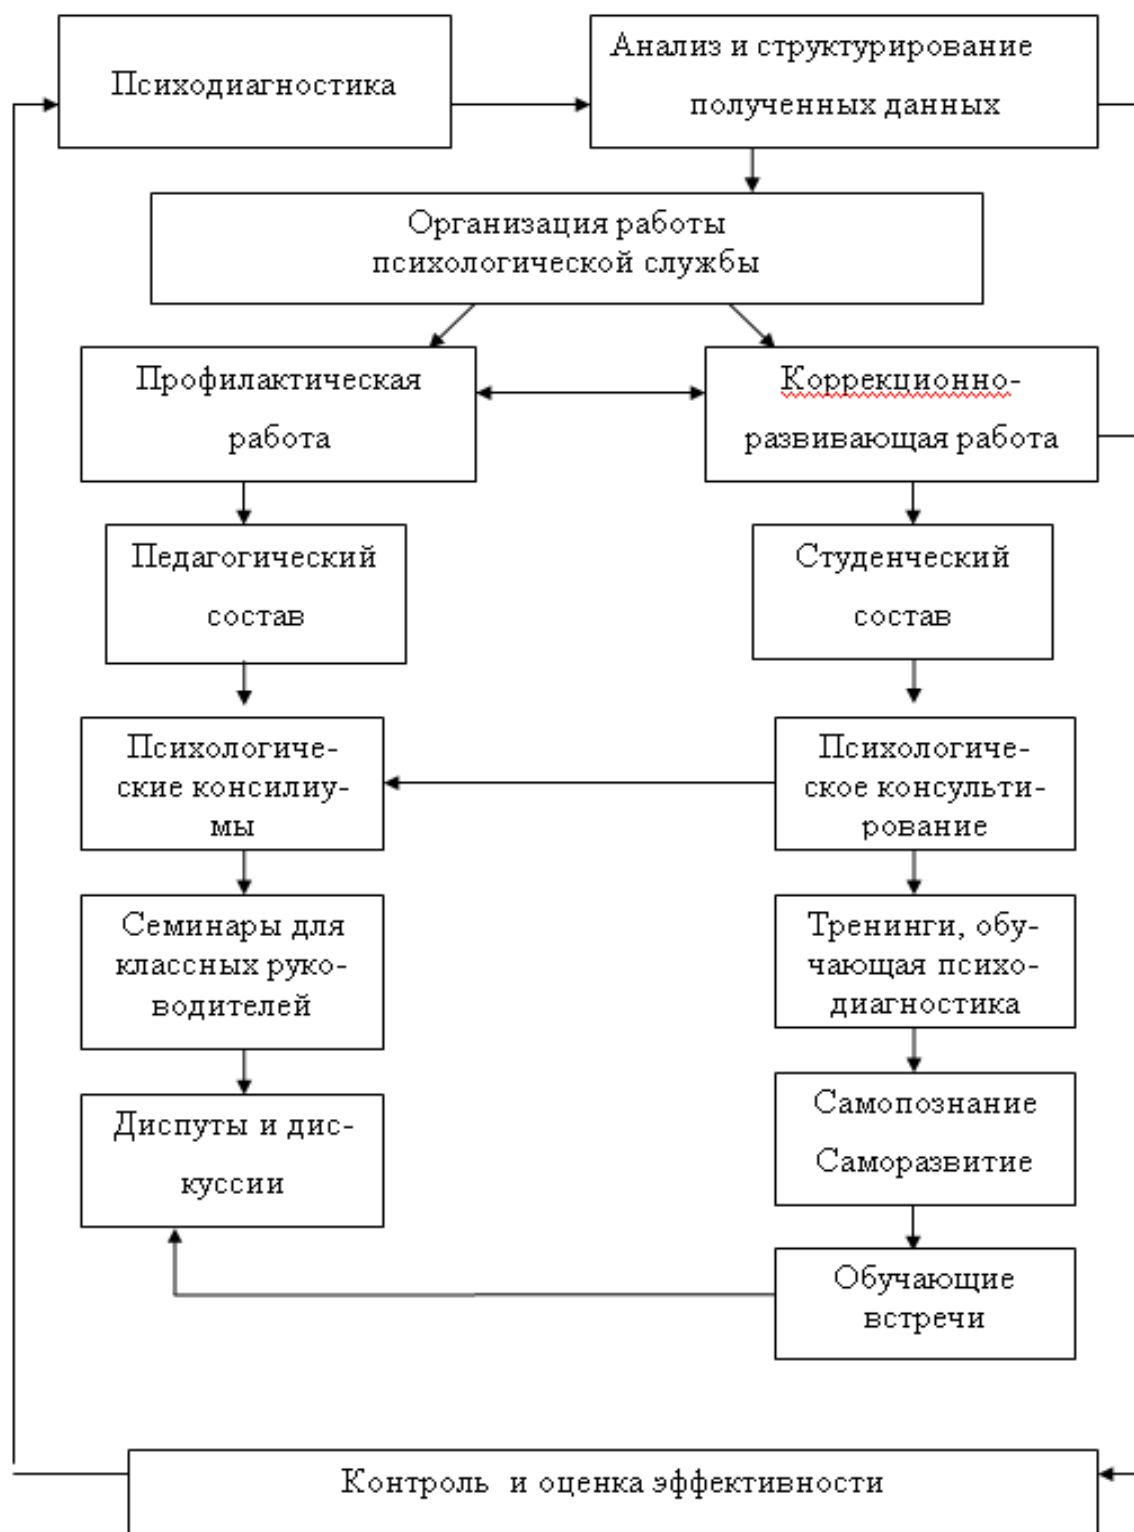 Психодиагностика
Анализ и структурирование
полученных данных
Организация работы
психологической службы
Профилактическая
работа
Коррекционно-
развивающая работа
Педагогический
состав
Студенческий
состав
Психологиче-
ские консилиу-
мы
Психологиче-
ское консульти-
рование
Семинары для
классных руко-
водителей
Тренинги, обу-
чающая психо-
диагностика
Диспуты и дис-
куссии
Самопознание
Саморазвитие
Обучающие
встречи
Контроль и оценка эффективности